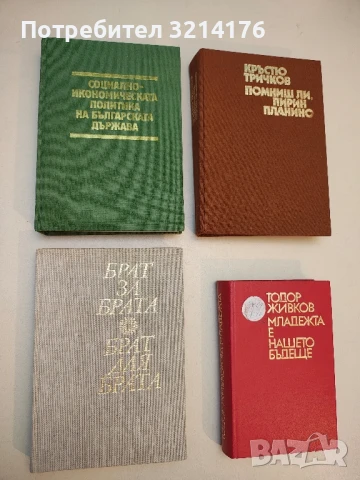 Потребител 3214176
СОЦИАЛНО-
ИКОНОМИЧЕСКАТА
ПОЛИТИКА
НА БЪЛГАРСКАТА
ДЪРЖАВА
КРЪСТЮ
ТРИЧКОВ
ПОМНИШ ЛИ,
ПИРИН
ПЛАНИНО
БРАТ
ЗА
БРАТА
БРАТ
ДЛЯ
БРАТА
ТОДОР
ЖИВКОВ
МЛАДЕЖТА
Е
НАШЕТО
БЪДЕЩЕ
bazar